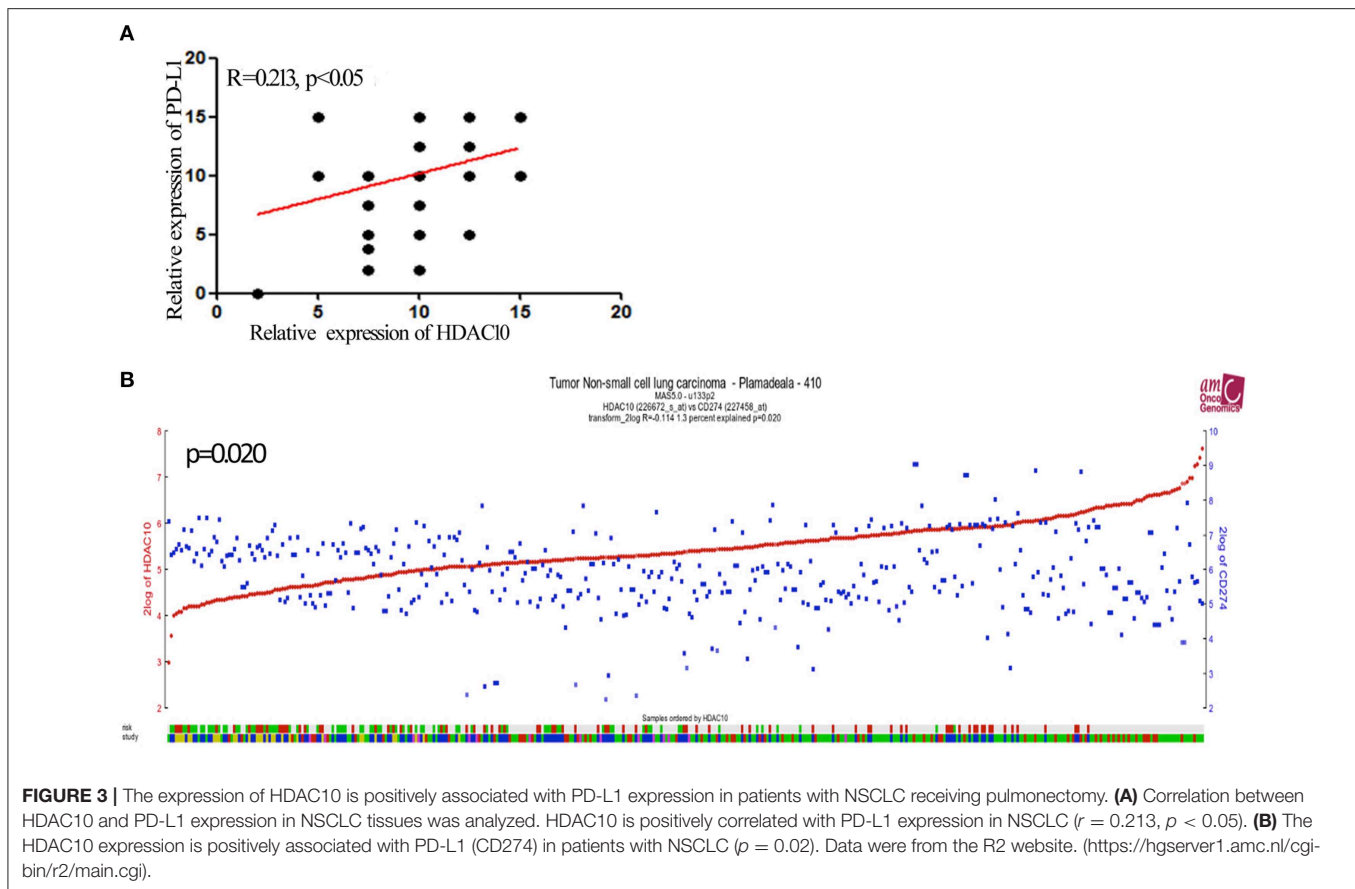 A
R=0.213, p<0.05
Relative expression of PD-L1
20
15
10
5
0
0 5 10 15 20
Relative expression of HDAC10
B
Tumor Non-small cell lung carcinoma - Plamadeala - 410
MAS5.0 - u133p2
HDAC10 (226672_s_at) vs CD274 (227458_at)
transform_2log R=-0.114 1.3 percent explained p=0.020
amC
Onco
Genomics
p=0.020
2log of HDAC10
8
7
6
5
4
3
2
10
9
8
7
6
5
4
3
2
2log of CD274
Samples ordered by HDAC10
risk
study
FIGURE 3 | The expression of HDAC10 is positively associated with PD-L1 expression in patients with NSCLC receiving pulmonectomy. (A) Correlation between
HDAC10 and PD-L1 expression in NSCLC tissues was analyzed. HDAC10 is positively correlated with PD-L1 expression in NSCLC (r = 0.213, p < 0.05). (B) The
HDAC10 expression is positively associated with PD-L1 (CD274) in patients with NSCLC (p = 0.02). Data were from the R2 website. (https://hgserver1.amc.nl/cgi-
bin/r2/main.cgi).